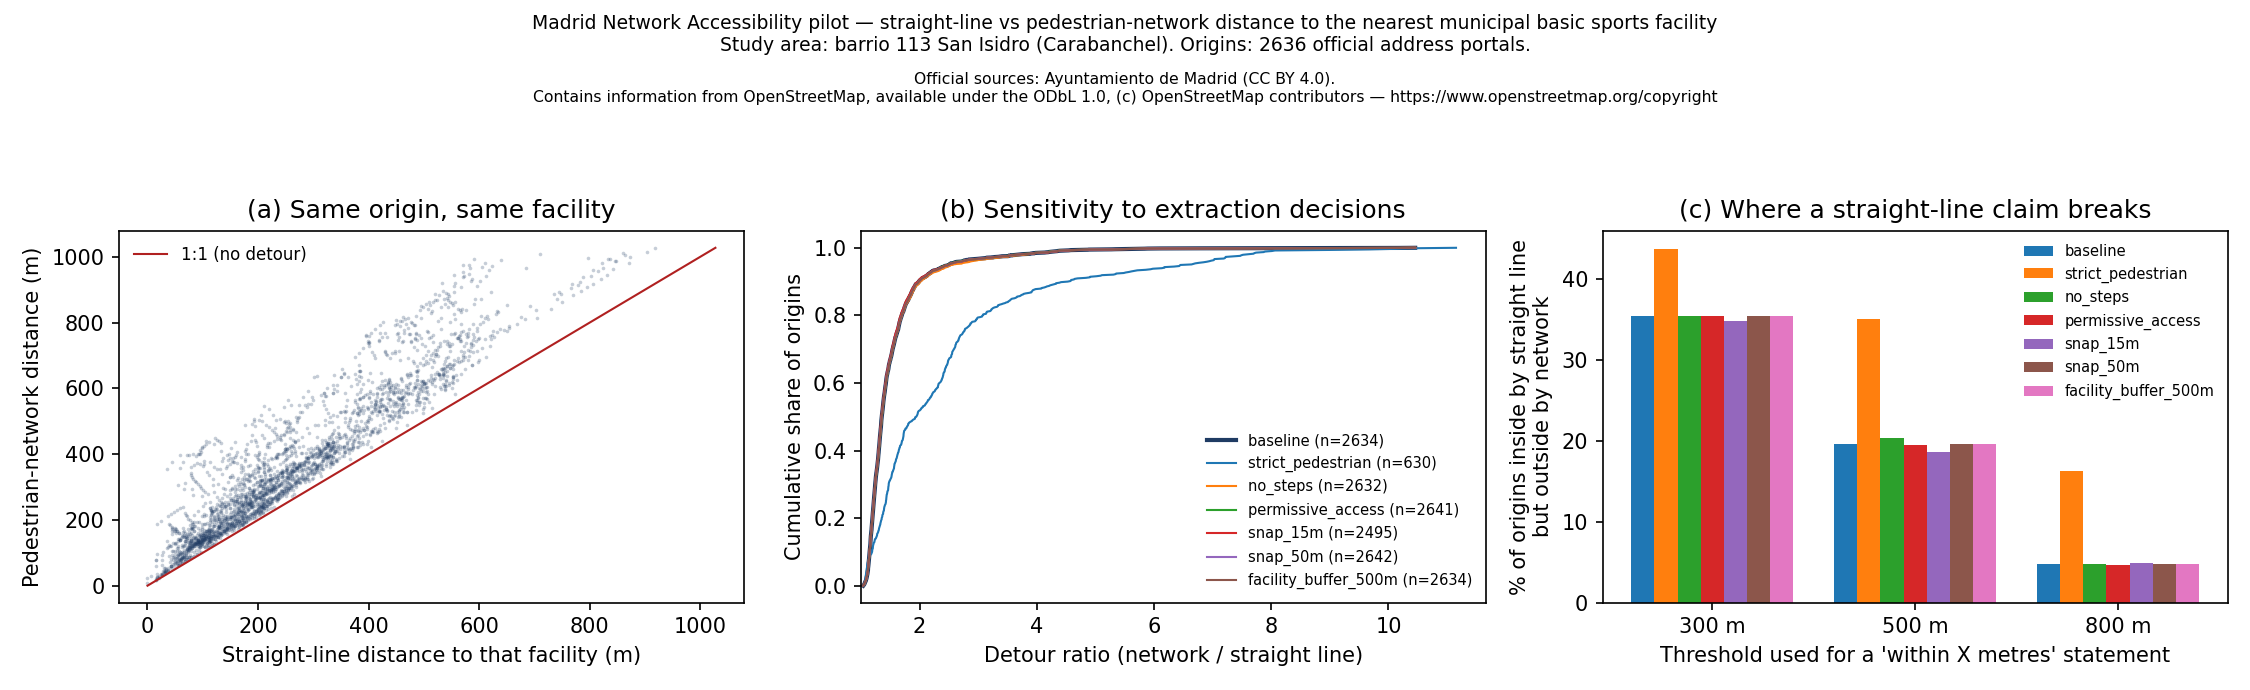 Madrid Network Accessibility pilot — straight-line vs pedestrian-network distance to the nearest municipal basic sports facility
Study area: barrio 113 San Isidro (Carabanchel). Origins: 2636 official address portals.
Official sources: Ayuntamiento de Madrid (CC BY 4.0).
Contains information from OpenStreetMap, available under the ODbL 1.0, (c) OpenStreetMap contributors — https://www.openstreetmap.org/copyright
(a) Same origin, same facility
1:1 (no detour)
Pedestrian-network distance (m)
1000
800
600
400
200
0
0
200
400
600
800
1000
Straight-line distance to that facility (m)
(b) Sensitivity to extraction decisions
Cumulative share of origins
1.0
0.8
0.6
0.4
0.2
0.0
baseline (n=2634)
strict_pedestrian (n=630)
no_steps (n=2632)
permissive_access (n=2641)
snap_15m (n=2495)
snap_50m (n=2642)
facility_buffer_500m (n=2634)
2
4
6
8
10
Detour ratio (network / straight line)
(c) Where a straight-line claim breaks
% of origins inside by straight line
but outside by network
40
30
20
10
0
baseline
strict_pedestrian
no_steps
permissive_access
snap_15m
snap_50m
facility_buffer_500m
300 m
500 m
800 m
Threshold used for a 'within X metres' statement